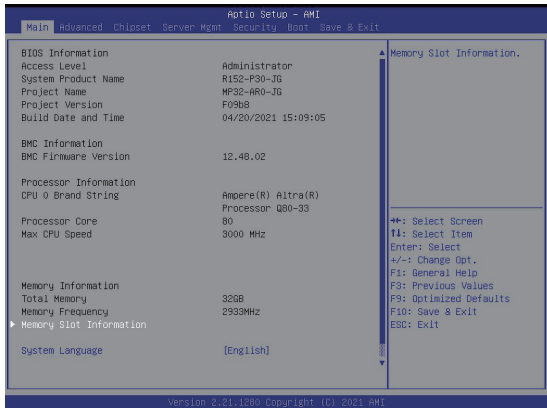 Aptio Setup – AMI
Main Advanced Chipset Server Mgmt Security Boot Save & Exit
BIOS Information
Access Level Administrator
System Product Name R152-P30-JG
Project Name MP32-AR0-JG
Project Version F09b8
Build Date and Time 04/20/2021 15:09:05
BMC Information
BMC Firmware Version 12.48.02
Processor Information
CPU 0 Brand String Ampere(R) Altra(R)
Processor Q80-33
Processor Core 80
Max CPU Speed 3000 MHz
Memory Information
Total Memory 32GB
Memory Frequency 2933MHz
Memory Slot Information
System Language [English]
Memory Slot Information.
→←: Select Screen
↑↓: Select Item
Enter: Select
+/-: Change Opt.
F1: General Help
F3: Previous Values
F9: Optimized Defaults
F10: Save & Exit
ESC: Exit
Version 2.21.1280 Copyright (C) 2021 AMI